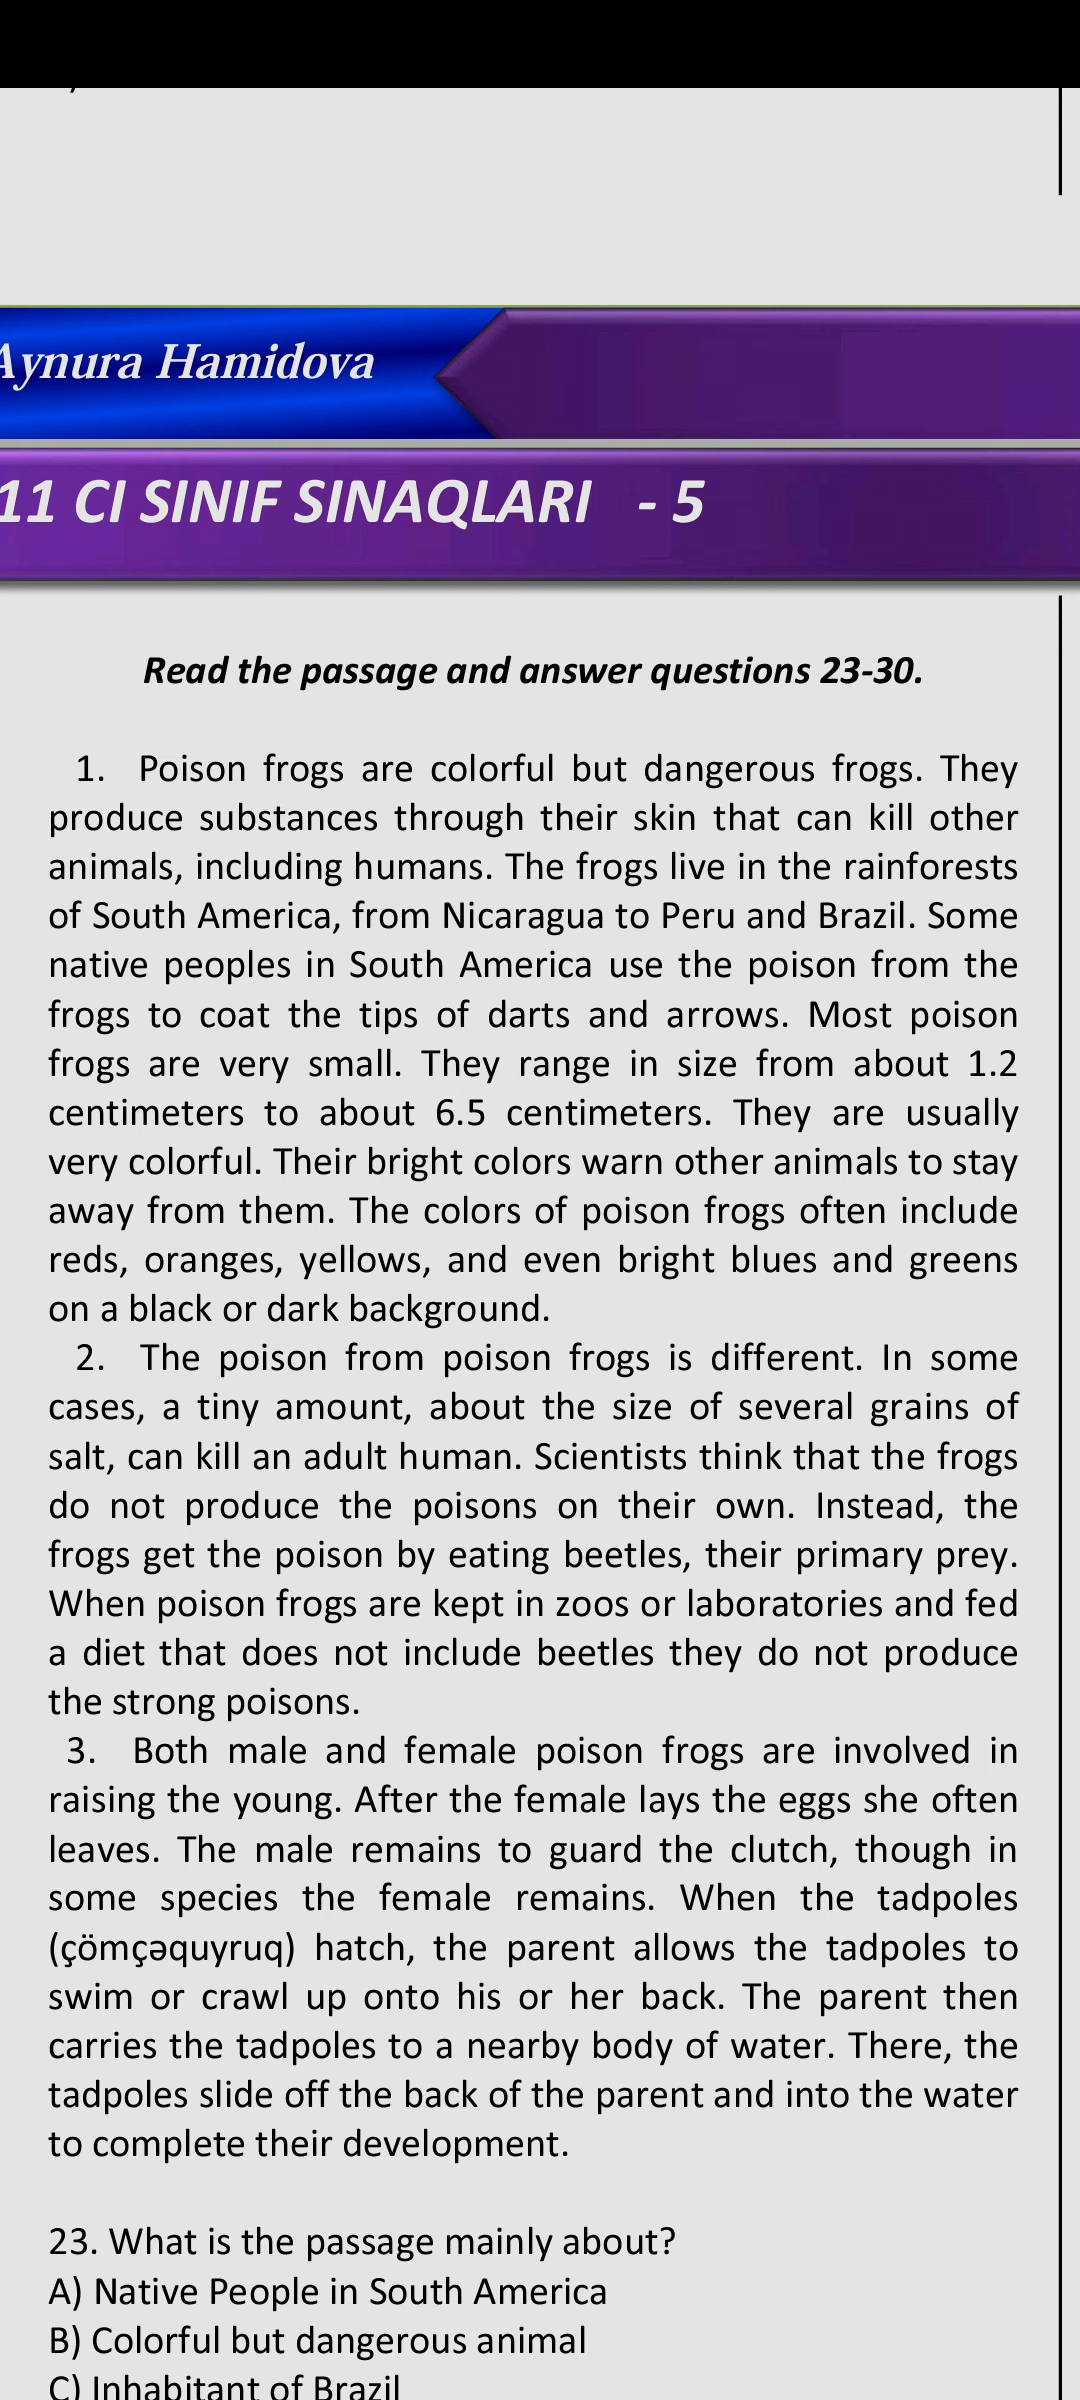 Aynura Hamidova
11 CI SINIF SINAQLARI - 5
Read the passage and answer questions 23-30.
1. Poison frogs are colorful but dangerous frogs. They
produce substances through their skin that can kill other
animals, including humans. The frogs live in the rainforests
of South America, from Nicaragua to Peru and Brazil. Some
native peoples in South America use the poison from the
frogs to coat the tips of darts and arrows. Most poison
frogs are very small. They range in size from about 1.2
centimeters to about 6.5 centimeters. They are usually
very colorful. Their bright colors warn other animals to stay
away from them. The colors of poison frogs often include
reds, oranges, yellows, and even bright blues and greens
on a black or dark background.
2. The poison from poison frogs is different. In some
cases, a tiny amount, about the size of several grains of
salt, can kill an adult human. Scientists think that the frogs
do not produce the poisons on their own. Instead, the
frogs get the poison by eating beetles, their primary prey.
When poison frogs are kept in zoos or laboratories and fed
a diet that does not include beetles they do not produce
the strong poisons.
3. Both male and female poison frogs are involved in
raising the young. After the female lays the eggs she often
leaves. The male remains to guard the clutch, though in
some species the female remains. When the tadpoles
(çömçəquyruq) hatch, the parent allows the tadpoles to
swim or crawl up onto his or her back. The parent then
carries the tadpoles to a nearby body of water. There, the
tadpoles slide off the back of the parent and into the water
to complete their development.
23. What is the passage mainly about?
A) Native People in South America
B) Colorful but dangerous animal
C) Inhabitant of Brazil